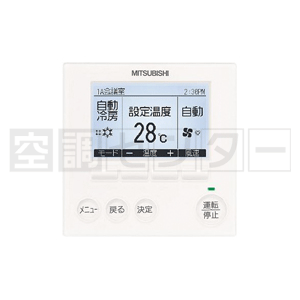 MITSUBISHI
1A会議室 2:30PM
自動 設定温度 自動
冷房
28℃
モード − 温度 + 風速
メニュー 戻る 決定 運転/停止
空調センター